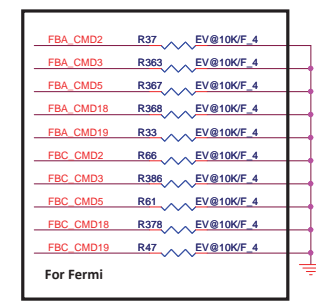 FBA_CMD2 R37 EV@10K/F_4
FBA_CMD3 R363 EV@10K/F_4
FBA_CMD5 R367 EV@10K/F_4
FBA_CMD18 R368 EV@10K/F_4
FBA_CMD19 R33 EV@10K/F_4
FBC_CMD2 R66 EV@10K/F_4
FBC_CMD3 R386 EV@10K/F_4
FBC_CMD5 R61 EV@10K/F_4
FBC_CMD18 R378 EV@10K/F_4
FBC_CMD19 R47 EV@10K/F_4
For Fermi